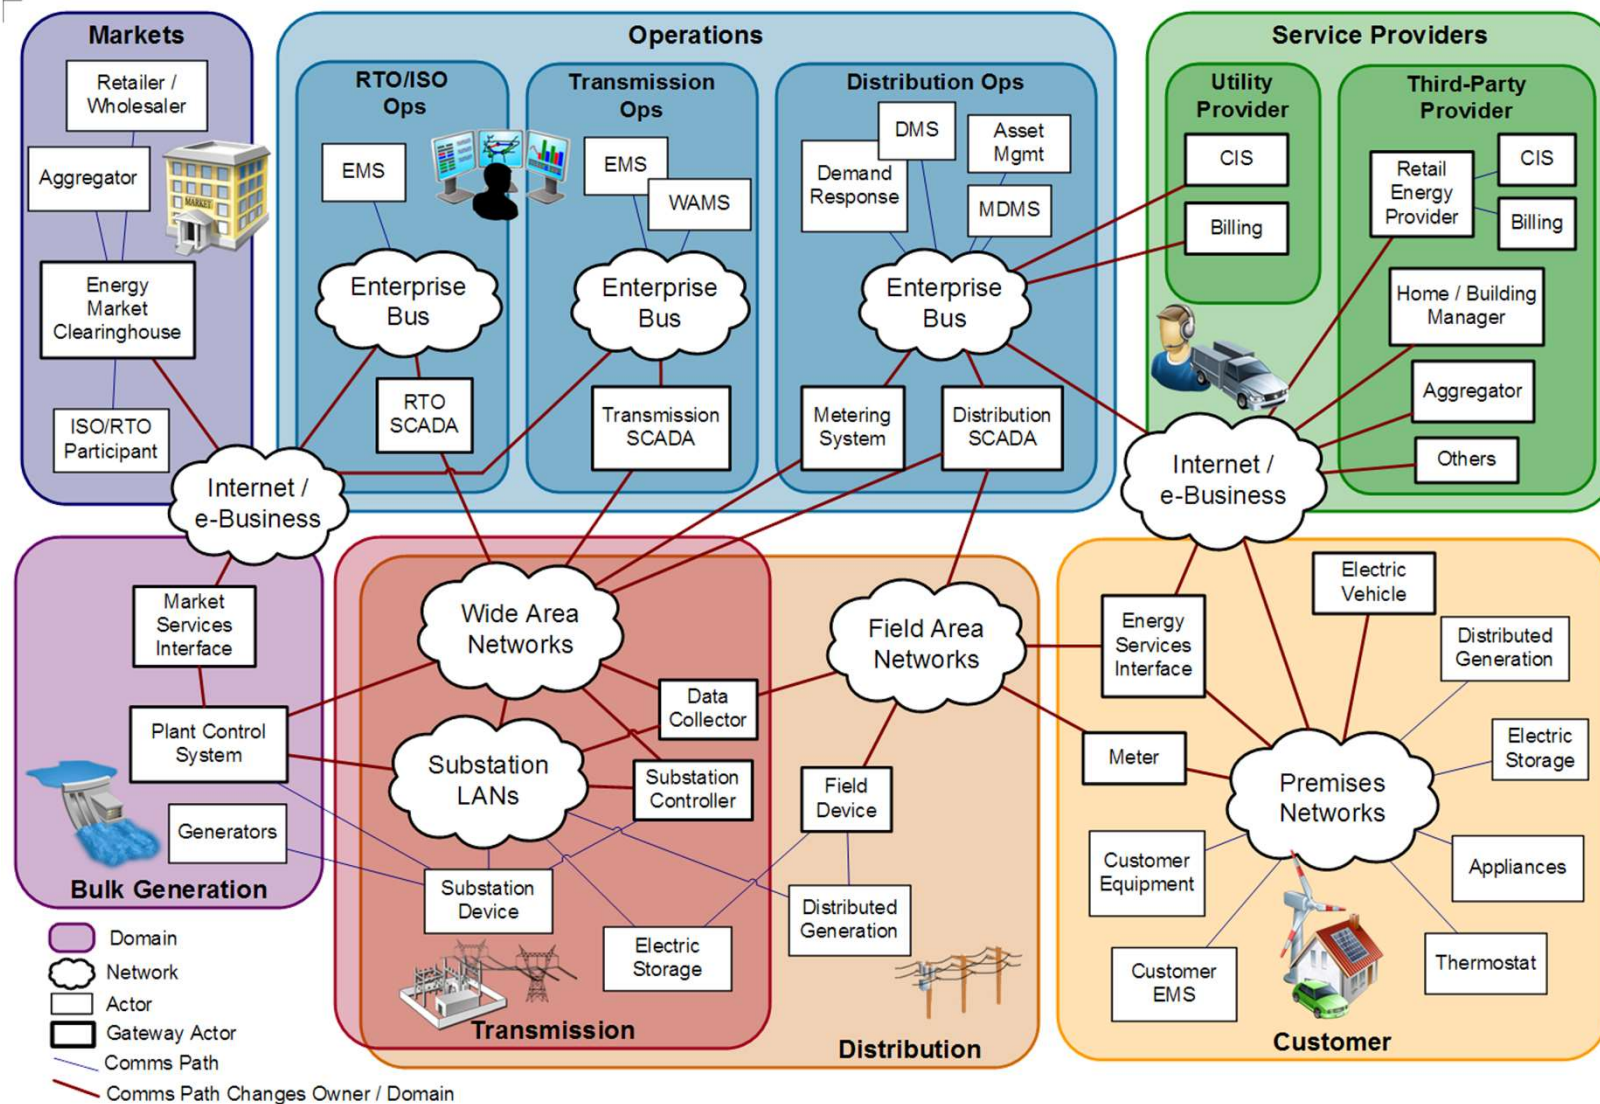 Markets
Retailer /
Wholesaler
Aggregator
MARKET
Energy
Market
Clearinghouse
ISO/RTO
Participant
Operations
RTO/ISO
Ops
EMS
Enterprise
Bus
RTO
SCADA
Transmission
Ops
EMS
WAMS
Enterprise
Bus
Transmission
SCADA
Distribution Ops
DMS
Asset
Mgmt
Demand
Response
MDMS
Enterprise
Bus
Metering
System
Distribution
SCADA
Service Providers
Utility
Provider
CIS
Billing
Third-Party
Provider
Retail
Energy
Provider
CIS
Billing
Home / Building
Manager
Aggregator
Others
Internet /
e-Business
Internet /
e-Business
Market
Services
Interface
Plant Control
System
Generators
Bulk Generation
Wide Area
Networks
Data
Collector
Substation
LANs
Substation
Controller
Substation
Device
Electric
Storage
Transmission
Field Area
Networks
Field
Device
Distributed
Generation
Distribution
Energy
Services
Interface
Electric
Vehicle
Distributed
Generation
Meter
Premises
Networks
Electric
Storage
Customer
Equipment
Appliances
Customer
EMS
Thermostat
Customer
Domain
Network
Actor
Gateway Actor
Comms Path
Comms Path Changes Owner / Domain